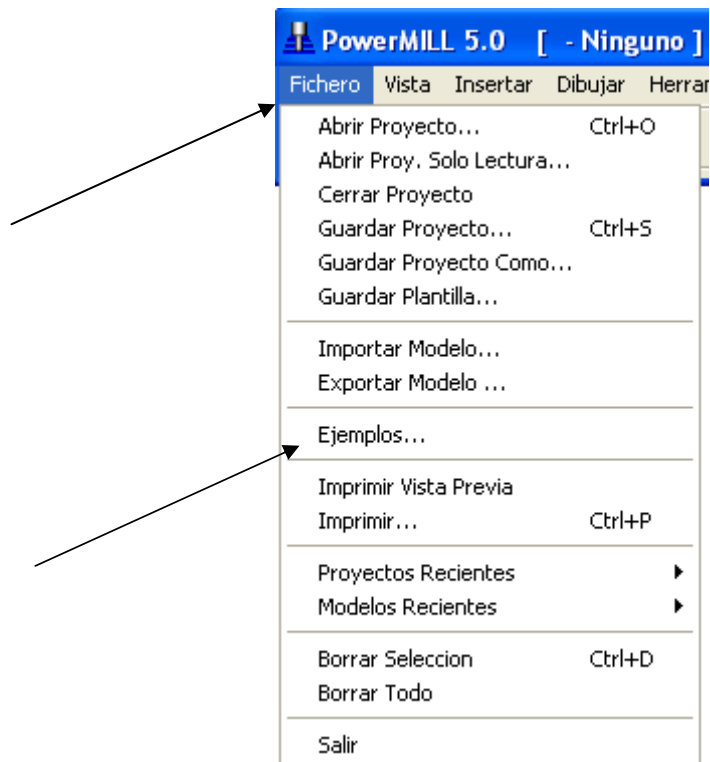 PowerMILL 5.0 [ - Ninguno ]
Fichero Vista Insertar Dibujar
Abrir Proyecto... Ctrl+O
Abrir Proy. Solo Lectura...
Cerrar Proyecto
Guardar Proyecto... Ctrl+S
Guardar Proyecto Como...
Guardar Plantilla...
Importar Modelo...
Exportar Modelo ...
Ejemplos...
Imprimir Vista Previa
Imprimir... Ctrl+P
Proyectos Recientes
Modelos Recientes
Borrar Seleccion Ctrl+D
Borrar Todo
Salir